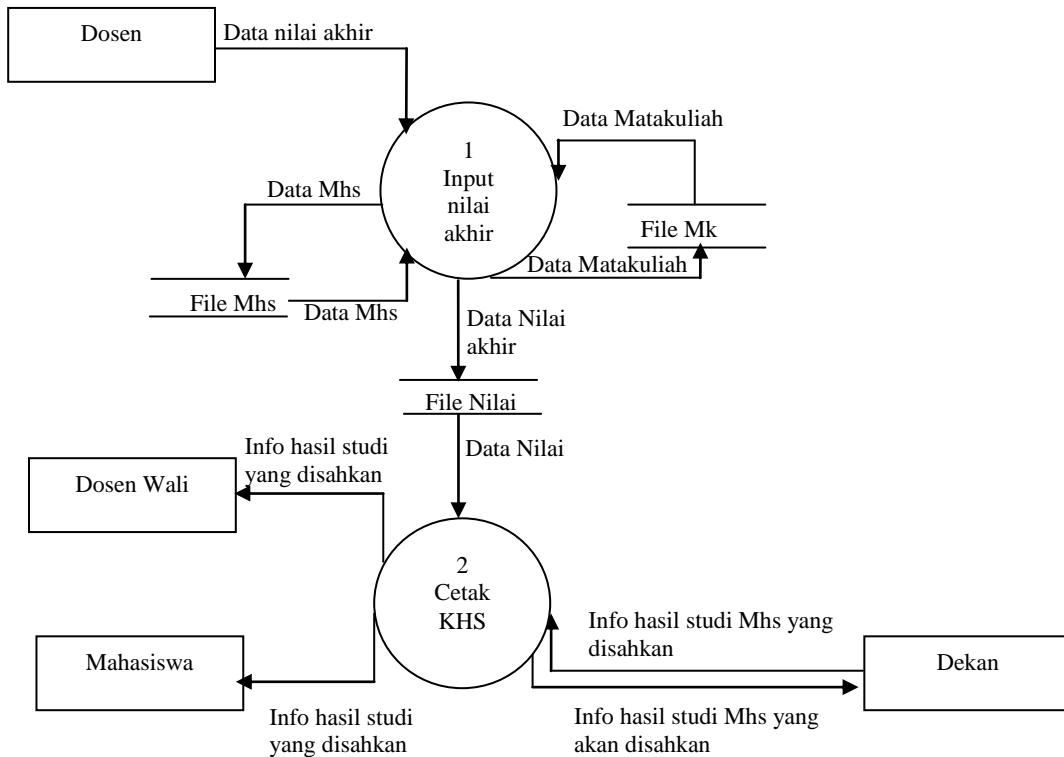 Dosen
Data nilai akhir
Data Matakuliah
1
Input
nilai
akhir
Data Mhs
File Mk
Data Matakuliah
File Mhs
Data Mhs
Data Nilai
akhir
File Nilai
Data Nilai
Info hasil studi
yang disahkan
Dosen Wali
2
Cetak
KHS
Info hasil studi Mhs yang
disahkan
Mahasiswa
Dekan
Info hasil studi
yang disahkan
Info hasil studi Mhs yang
akan disahkan